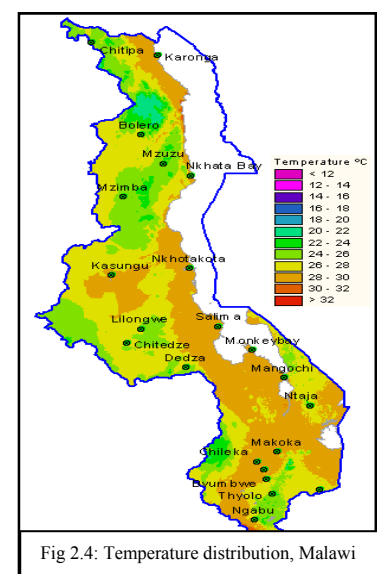 Chitipa
Karonga
Bolero
Mzuzu
Nkhata Bay
Mzimba
Temperature °C
< 12
12 - 14
14 - 16
16 - 18
18 - 20
20 - 22
22 - 24
24 - 26
26 - 28
28 - 30
30 - 32
> 32
Nkhotakota
Kasungu
Salima
Lilongwe
Monkeybay
Chitedze
Dedza
Mangochi
Ntaja
Makoka
Chileka
Bvumbwe
Thyolo
Ngabu
Fig 2.4: Temperature distribution, Malawi